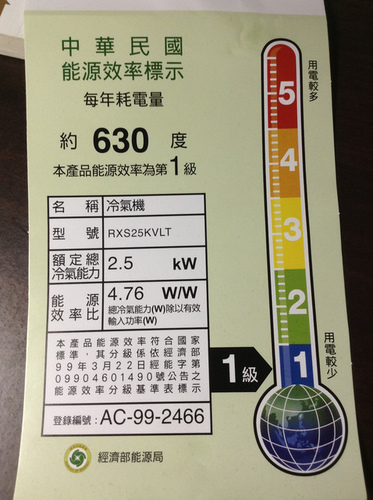 中華民國
能源效率標示
每年耗電量
約 630 度
本產品能源效率為第1級
名稱 冷氣機
型號 RXS25KVLT
額定總冷氣能力 2.5 kW
能源效率比 4.76 W/W
總冷氣能力(W)除以有效
輸入功率(W)
本產品能源效率符合國家
標準，其分級係依經濟部
99年3月22日經能字第
09904601490號公告之
能源效率分級基準表標示
登錄編號：AC-99-2466
經濟部能源局
用電較多
5
4
3
2
1
用電較少
1級